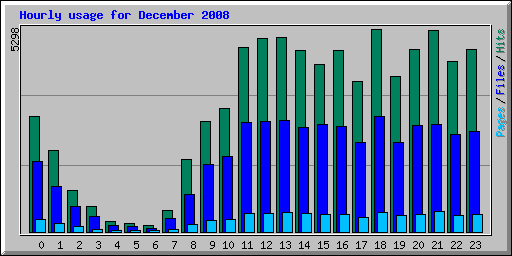 Hourly usage for December 2008
5298
Pages/Files/Hits
0 1 2 3 4 5 6 7 8 9 10 11 12 13 14 15 16 17 18 19 20 21 22 23